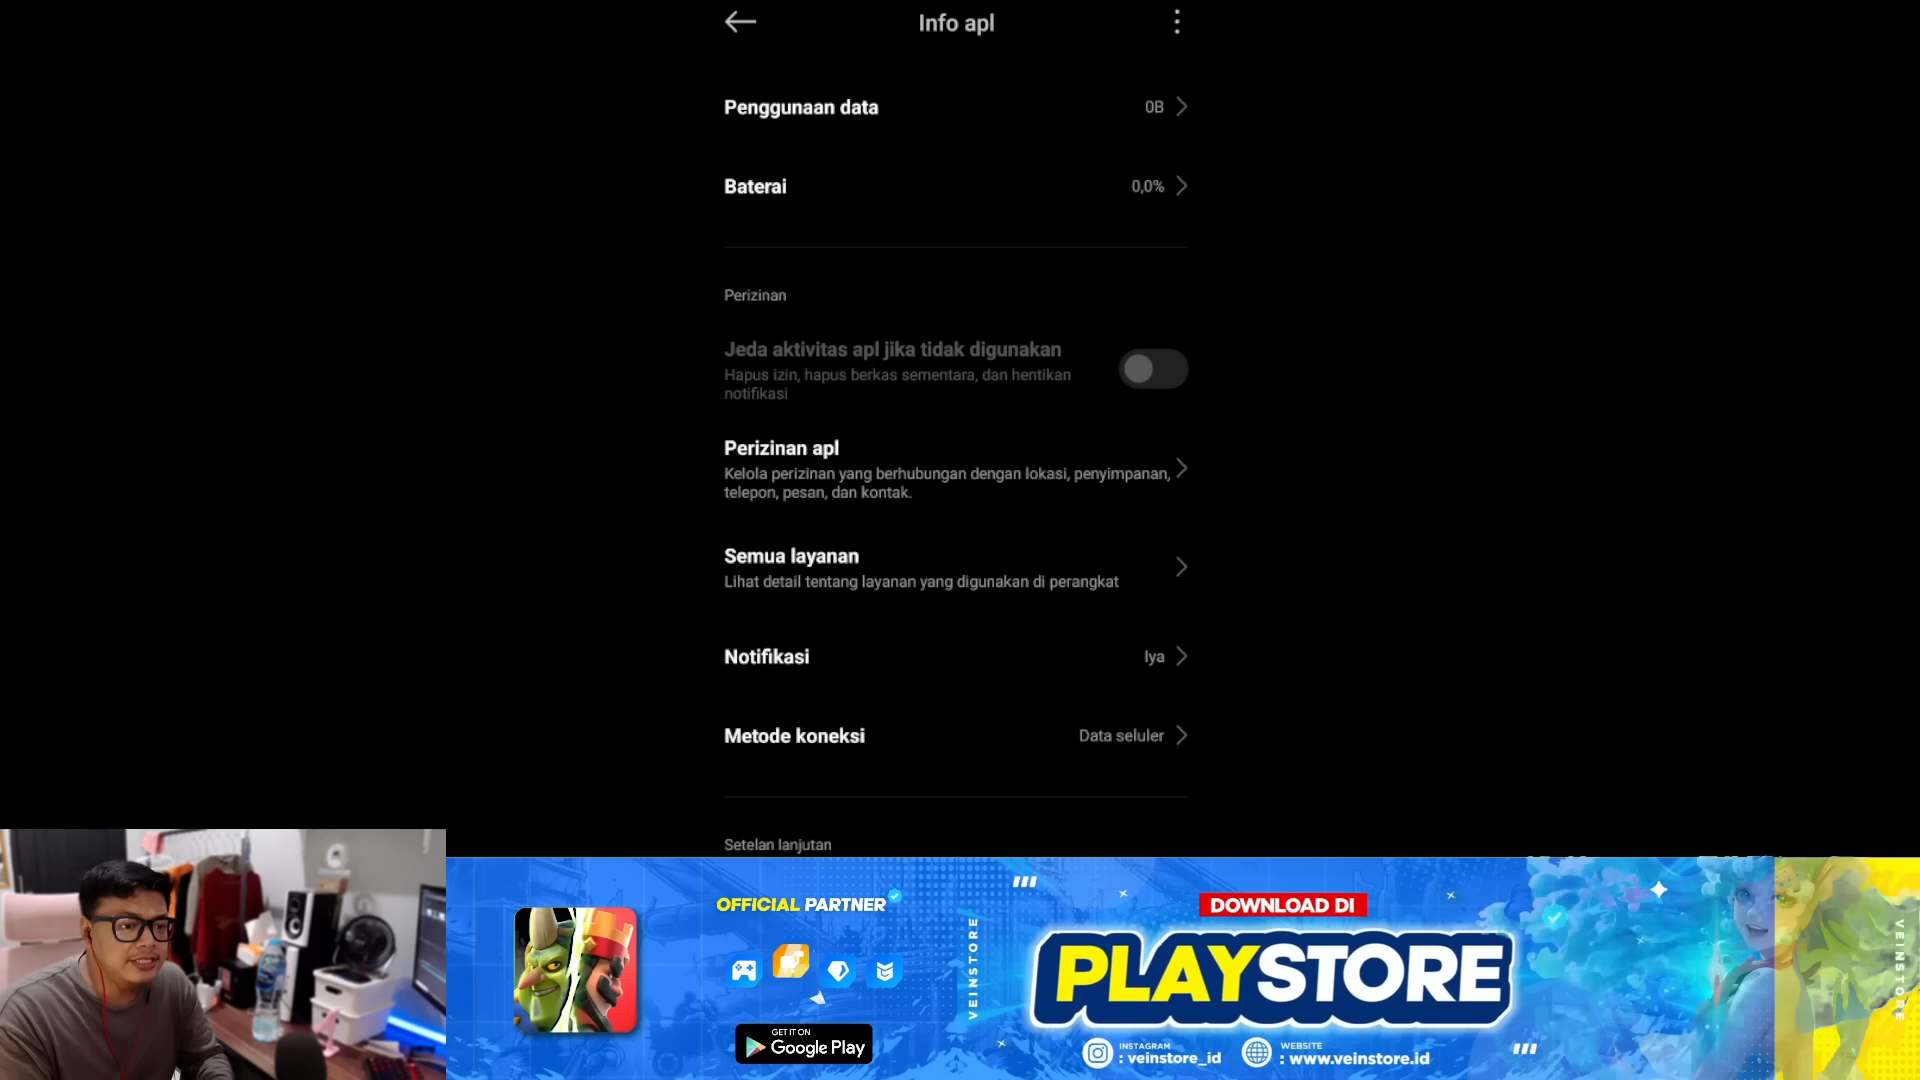 Info apl
Penggunaan data
0B
Baterai
0,0%
Perizinan
Jeda aktivitas apl jika tidak digunakan
Hapus izin, hapus berkas sementara, dan hentikan
notifikasi
Perizinan apl
Kelola perizinan yang berhubungan dengan lokasi, penyimpanan,
telepon, pesan, dan kontak.
Semua layanan
Lihat detail tentang layanan yang digunakan di perangkat
Notifikasi
Iya
Metode koneksi
Data seluler
Setelan lanjutan
OFFICIAL PARTNER
GET IT ON
Google Play
VEINSTORE
DOWNLOAD DI
PLAYSTORE
INSTAGRAM
: veinstore_id
WEBSITE
: www.veinstore.id
VEINSTORE